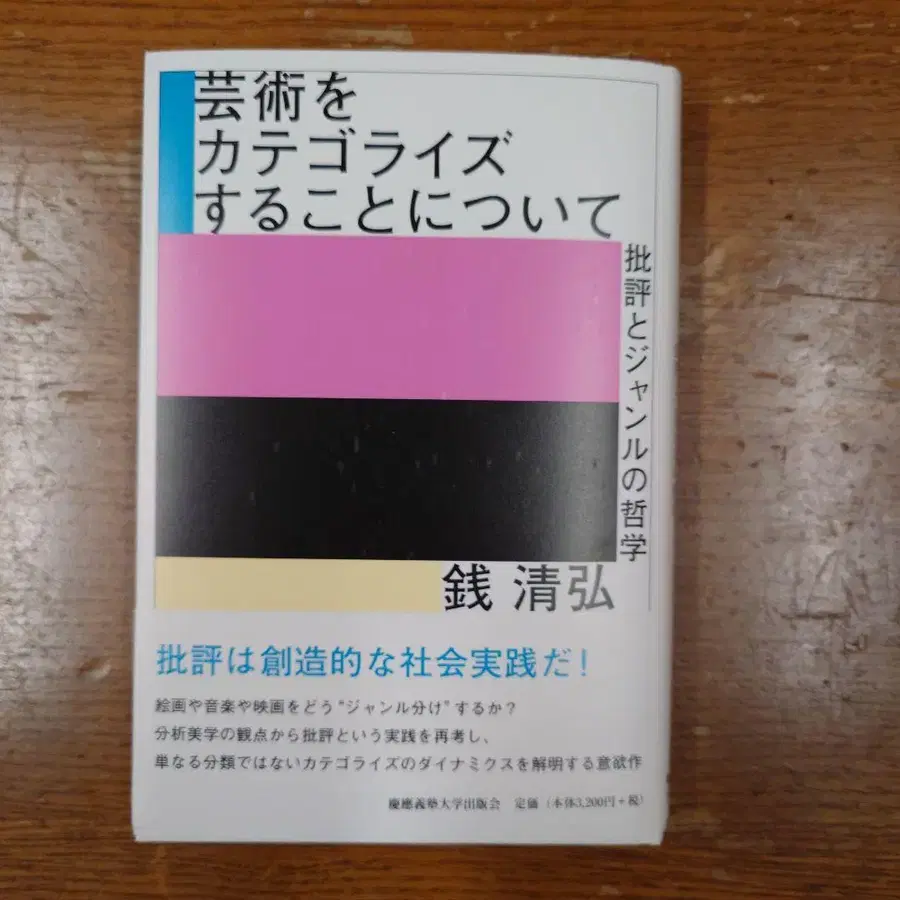 芸術を
カテゴライズ
することについて
批評とジャンルの哲学
銭 清弘
批評は創造的な社会実践だ!
絵画や音楽や映画をどう“ジャンル分け”するか?
分析美学の観点から批評という実践を再考し、
単なる分類ではないカテゴライズのダイナミクスを解明する意欲作
慶應義塾大学出版会 定価(本体3,200円+税)